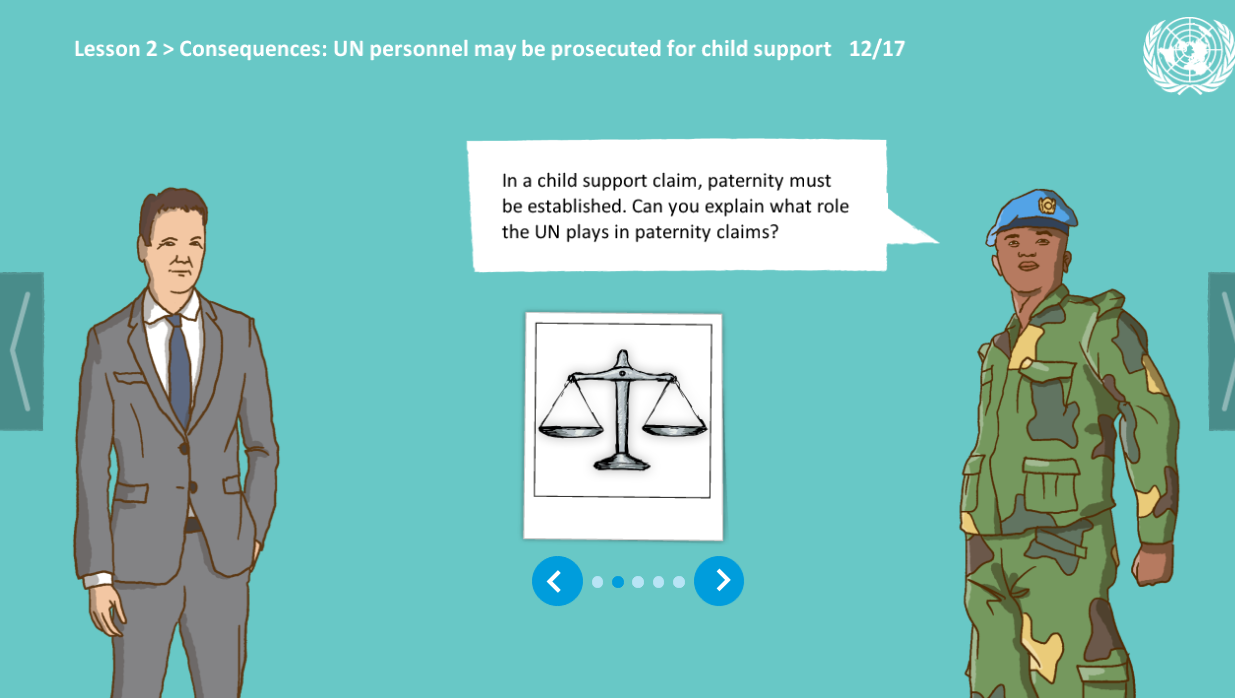 Lesson 2 > Consequences: UN personnel may be prosecuted for child support 12/17
In a child support claim, paternity must
be established. Can you explain what role
the UN plays in paternity claims?